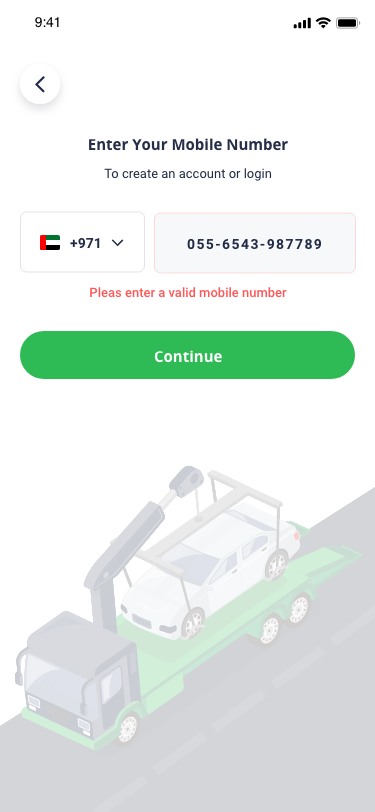 9:41
Enter Your Mobile Number
To create an account or login
+971
055-6543-987789
Pleas enter a valid mobile number
Continue